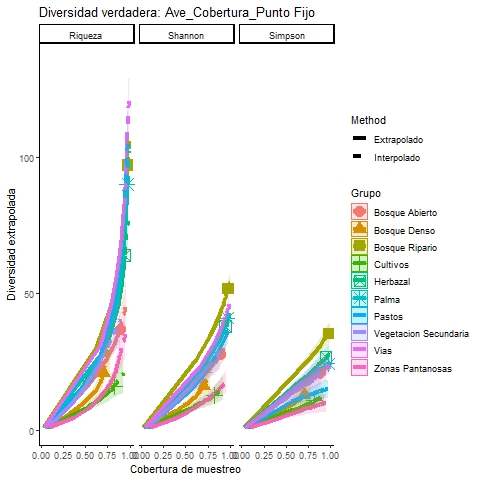 Diversidad verdadera: Ave_Cobertura_Punto Fijo
Riqueza
Shannon
Simpson
Diversidad extrapolada
100
50
0
0.00 0.25 0.50 0.75 1.00
0.00 0.25 0.50 0.75 1.00
0.00 0.25 0.50 0.75 1.00
Cobertura de muestreo
Method
Extrapolado
Interpolado
Grupo
Bosque Abierto
Bosque Denso
Bosque Ripario
Cultivos
Herbazal
Palma
Pastos
Vegetacion Secundaria
Vias
Zonas Pantanosas